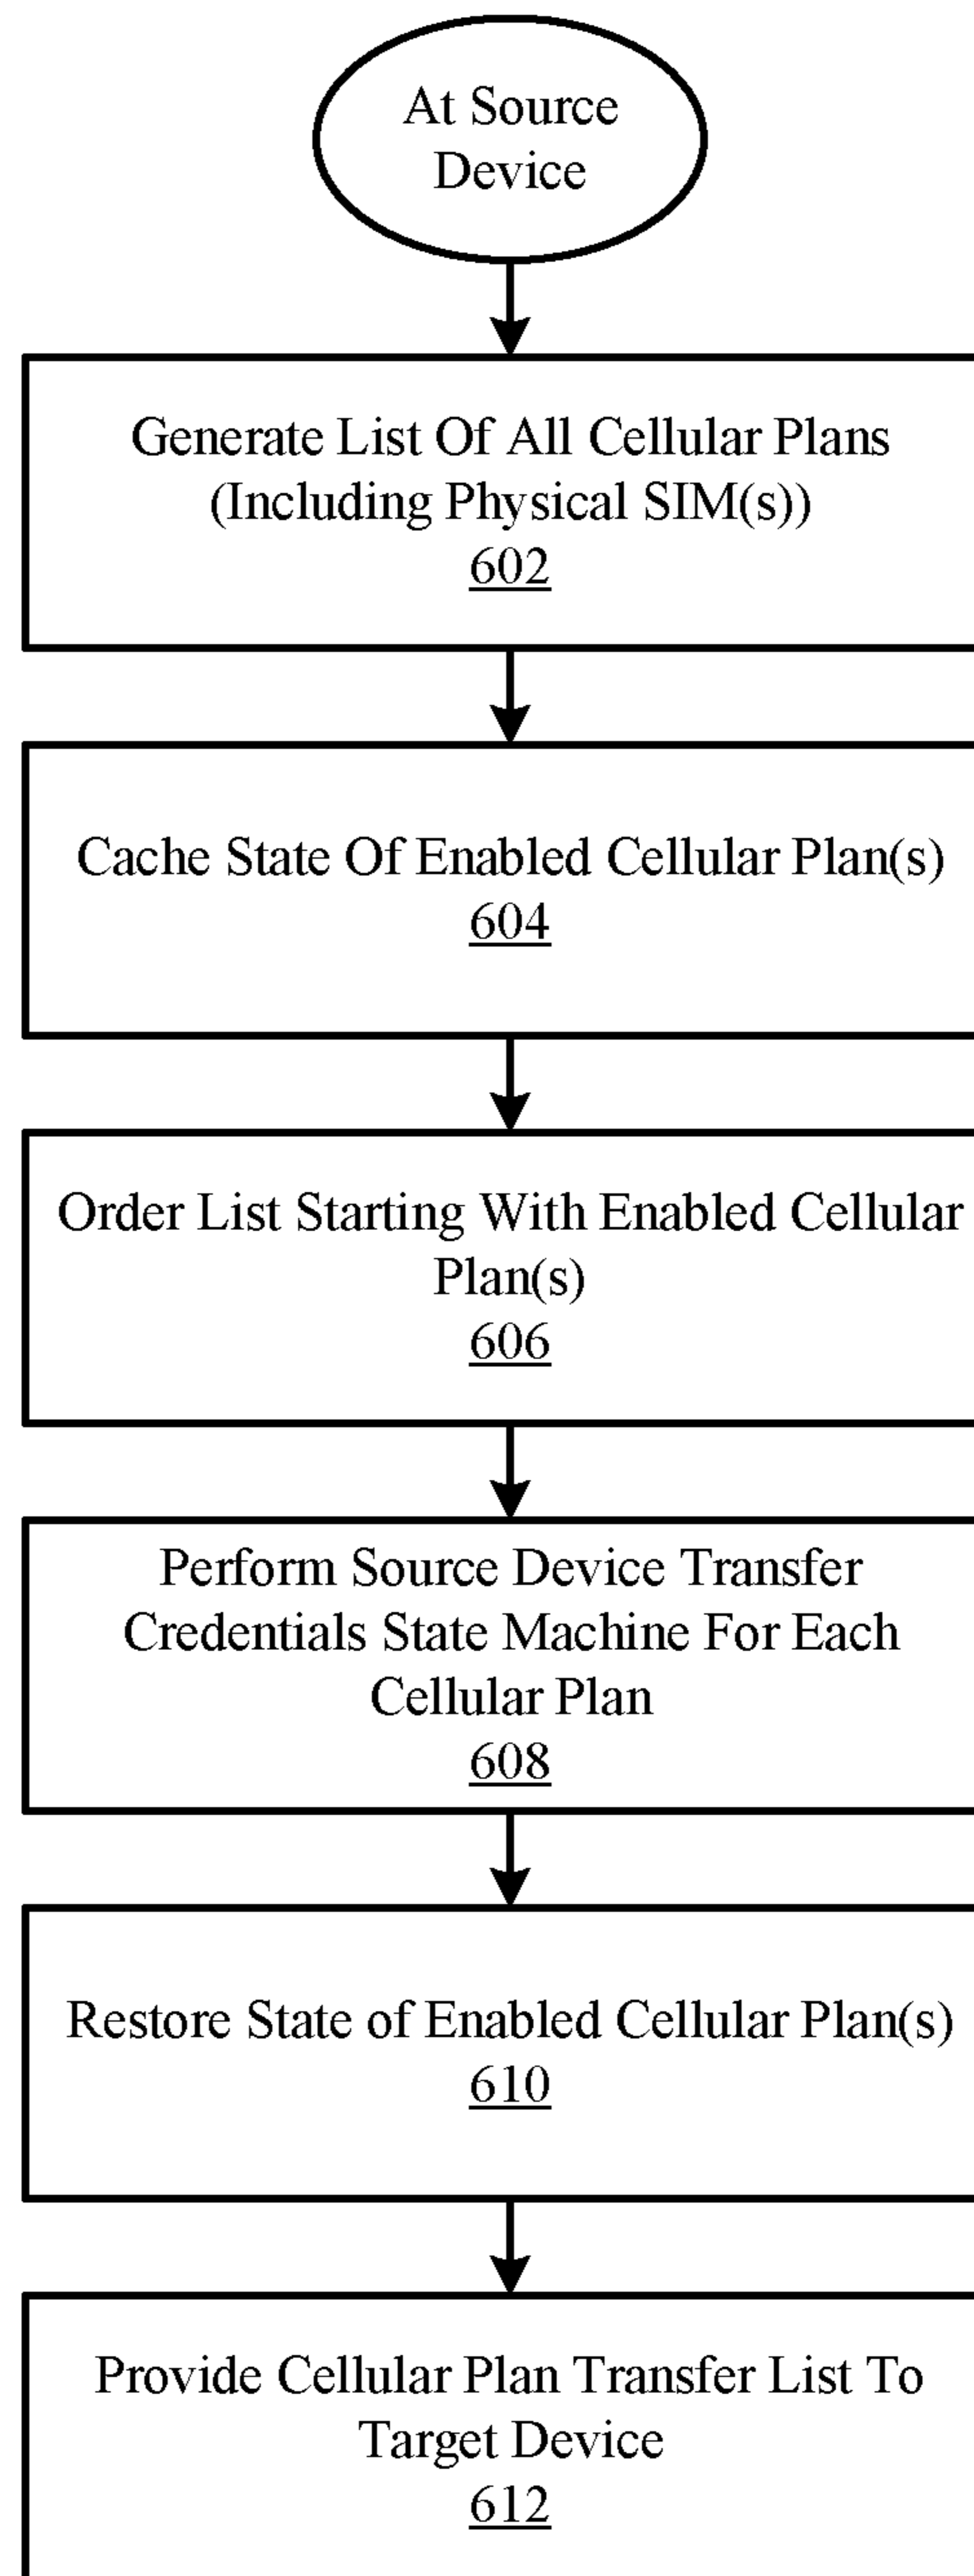 At Source
Device
Generate List Of All Cellular Plans
(Including Physical SIM(s))
602
Cache State Of Enabled Cellular Plan(s)
604
Order List Starting With Enabled Cellular
Plan(s)
606
Perform Source Device Transfer
Credentials State Machine For Each
Cellular Plan
608
Restore State of Enabled Cellular Plan(s)
610
Provide Cellular Plan Transfer List To
Target Device
612